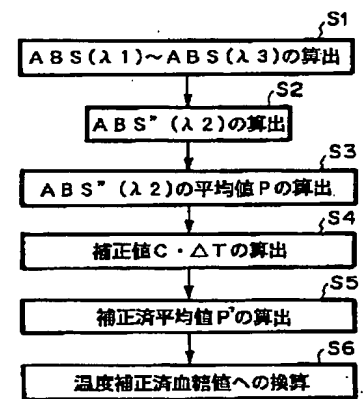 S1
ABS(λ1)~ABS(λ3)の算出
S2
ABS"(λ2)の算出
S3
ABS"(λ2)の平均値Pの算出
S4
補正値C・△Tの算出
S5
補正済平均値P'の算出
S6
温度補正済血糖値への換算